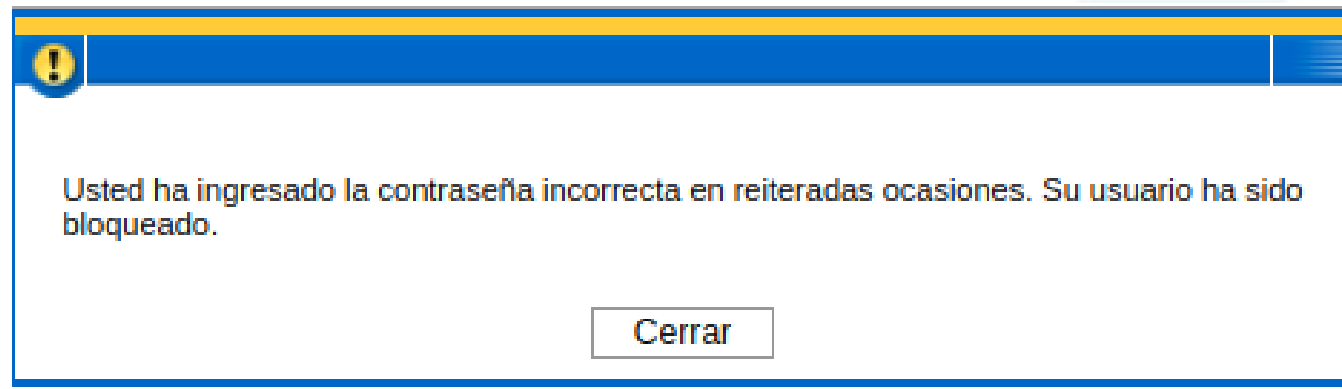 Usted ha ingresado la contraseña incorrecta en reiteradas ocasiones. Su usuario ha sido
bloqueado.
Cerrar